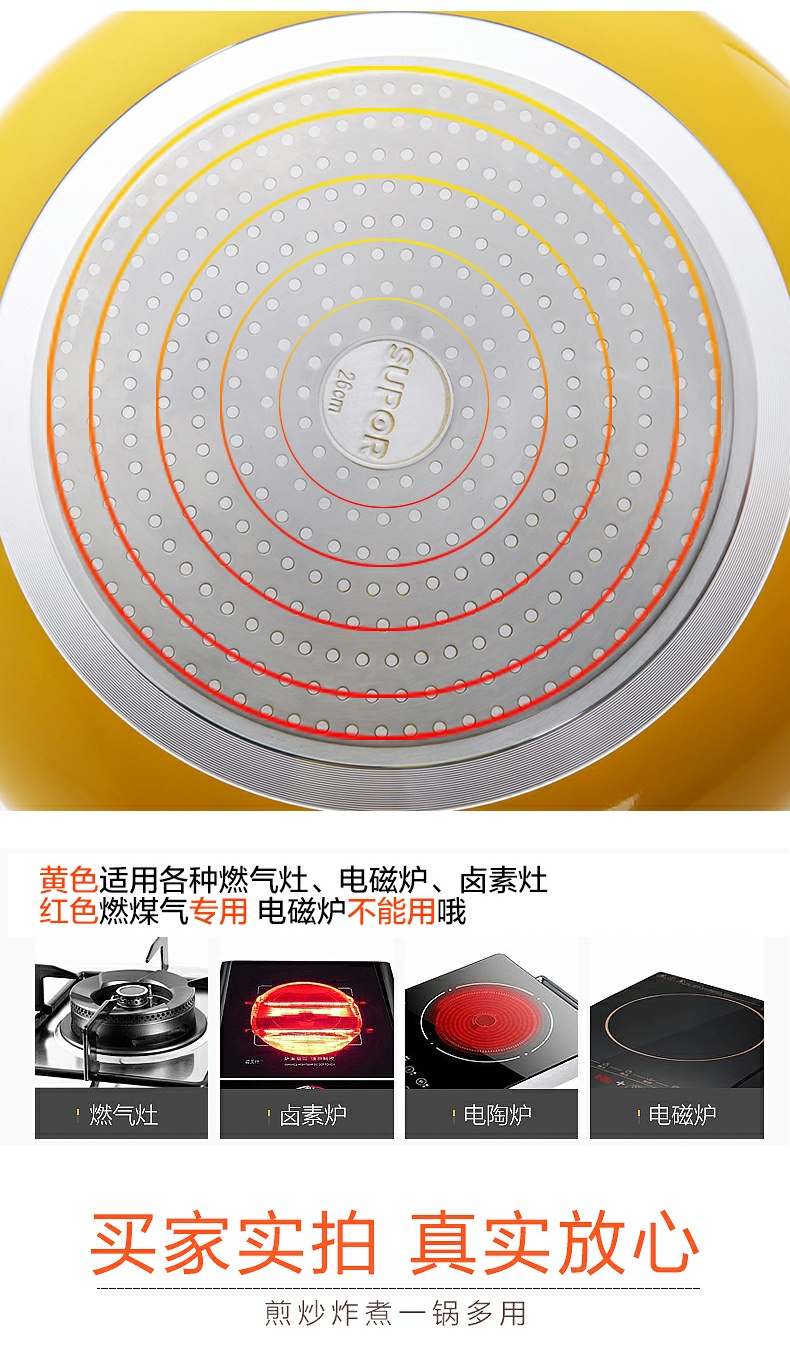 SUPOR
26cm
黄色适用各种燃气灶、电磁炉、卤素灶
红色燃煤气专用 电磁炉不能用哦
燃气灶
卤素炉
电陶炉
电磁炉
买家实拍 真实放心
煎炒炸煮一锅多用